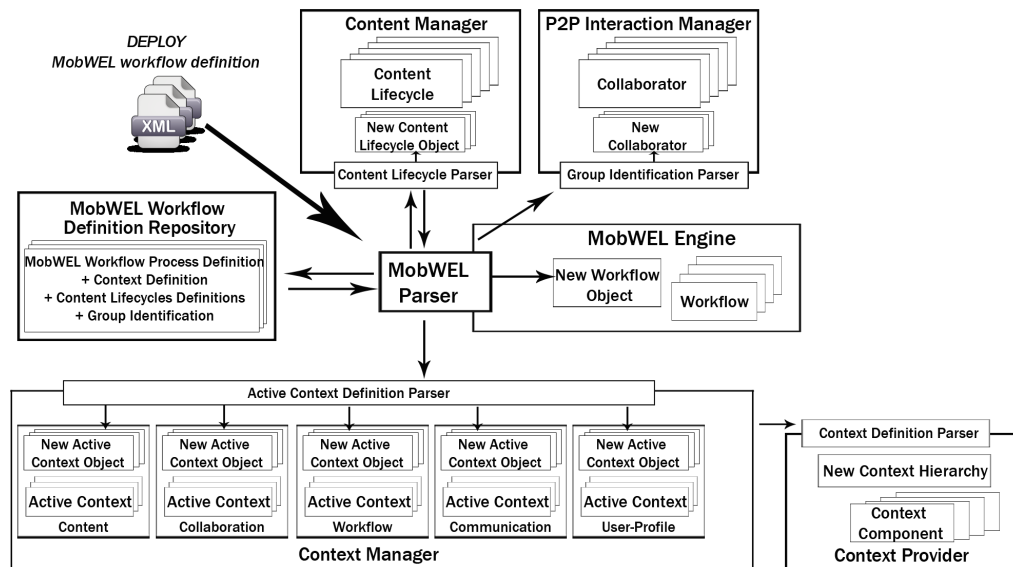 DEPLOY
MobWEL workflow definition
XML
Content Manager
Content
Lifecycle
New Content
Lifecycle Object
Content Lifecycle Parser
P2P Interaction Manager
Collaborator
New
Collaborator
Group Identification Parser
MobWEL Workflow
Definition Repository
MobWEL Workflow Process Definition
+ Context Definition
+ Content Lifecycles Definitions
+ Group Identification
MobWEL
Parser
MobWEL Engine
New Workflow
Object
Workflow
Active Context Definition Parser
New Active
Context Object
Active Context
Content
New Active
Context Object
Active Context
Collaboration
New Active
Context Object
Active Context
Workflow
New Active
Context Object
Active Context
Communication
New Active
Context Object
Active Context
User-Profile
Context Manager
Context Definition Parser
New Context Hierarchy
Context
Component
Context Provider